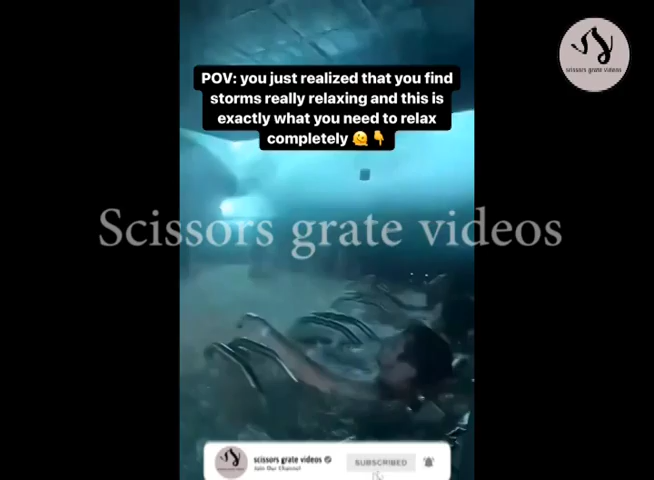 scissors grate videos
POV: you just realized that you find
storms really relaxing and this is
exactly what you need to relax
completely 🫠👇
Scissors grate videos
scissors grate videos
Join Our Channel
SUBSCRIBED